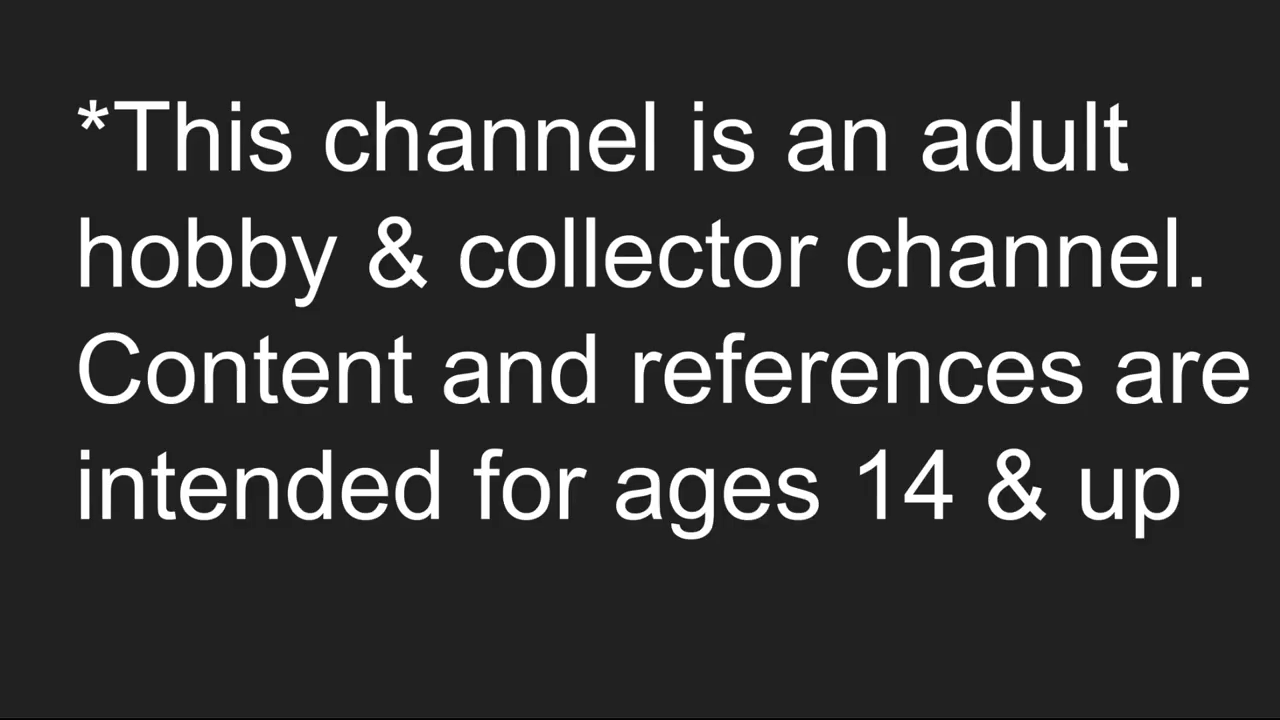 *This channel is an adult
hobby & collector channel.
Content and references are
intended for ages 14 & up